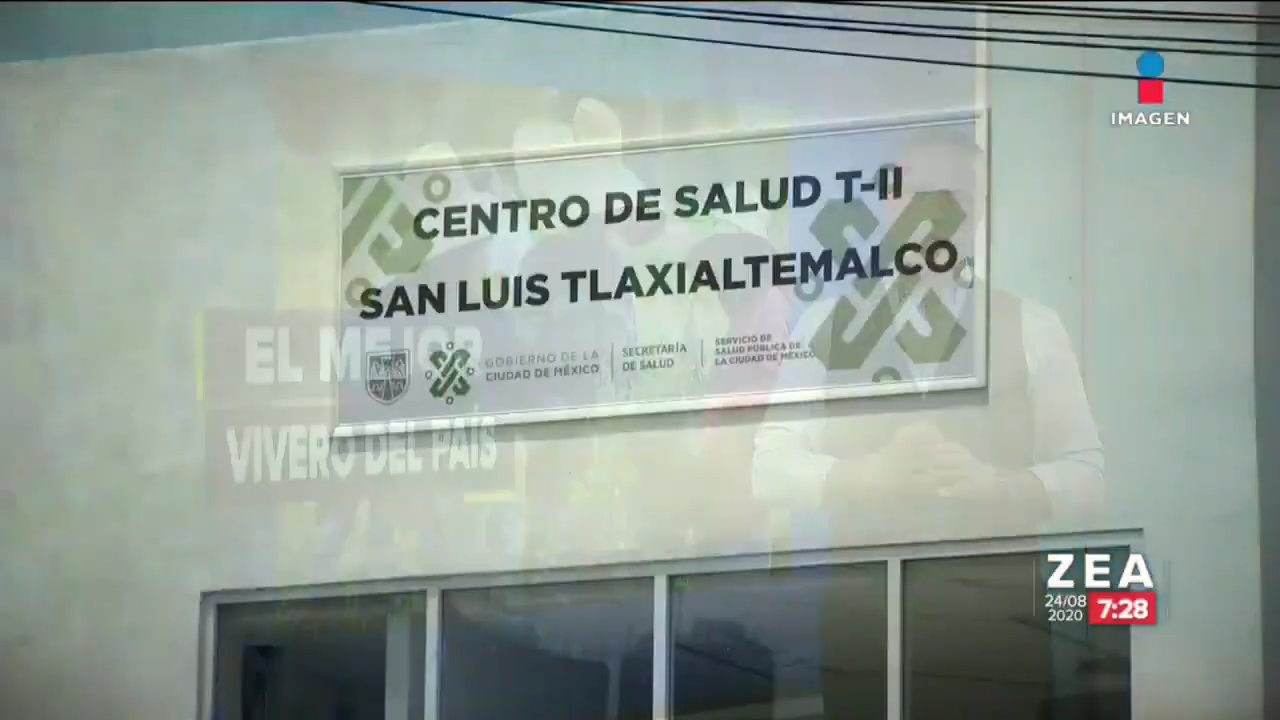 IMAGEN
CENTRO DE SALUD T-II
SAN LUIS TLAXIALTEMALCO
GOBIERNO DE LA
CIUDAD DE MÉXICO
SECRETARÍA
DE SALUD
SERVICIO DE
SALUD PÚBLICA DE
LA CIUDAD DE MÉXICO
EL MEJOR
VIVERO DEL PAÍS
ZEA
24/08
2020
7:28